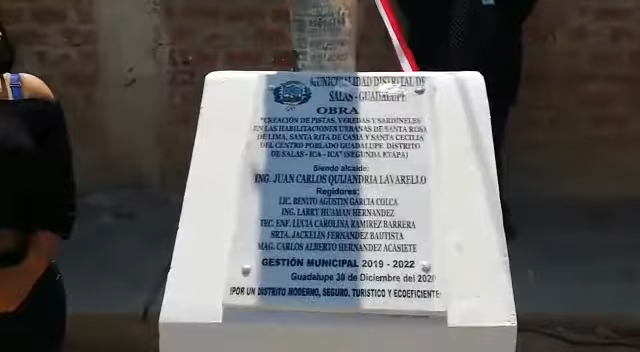 MUNICIPALIDAD DISTRITAL DE
SALAS - GUADALUPE
OBRA
"CREACIÓN DE PISTAS, VEREDAS Y SARDINELES
EN LAS HABILITACIONES URBANAS DE SANTA ROSA
DE LIMA, SANTA RITA DE CASIA Y SANTA CECILIA
DEL CENTRO POBLADO GUADALUPE DISTRITO
DE SALAS - ICA - ICA" (SEGUNDA ETAPA)
Siendo alcalde:
ING. JUAN CARLOS QUIJANDRIA LAVARELLO
Regidores:
LIC. BENITO AGUSTIN GARCIA COLCA
ING. LARRY HUAMAN HERNANDEZ
TEC. ENF. LUCIA CAROLINA RAMIREZ BARRERA
SRTA. JACKELIN FERNANDEZ BAUTISTA
MAG. CARLOS ALBERTO HERNANDEZ ACASIETE
GESTIÓN MUNICIPAL 2019 - 2022
Guadalupe 30 de Diciembre del
¡POR UN DISTRITO MODERNO, SEGURO, TURISTICO Y ECOEFICIENTE